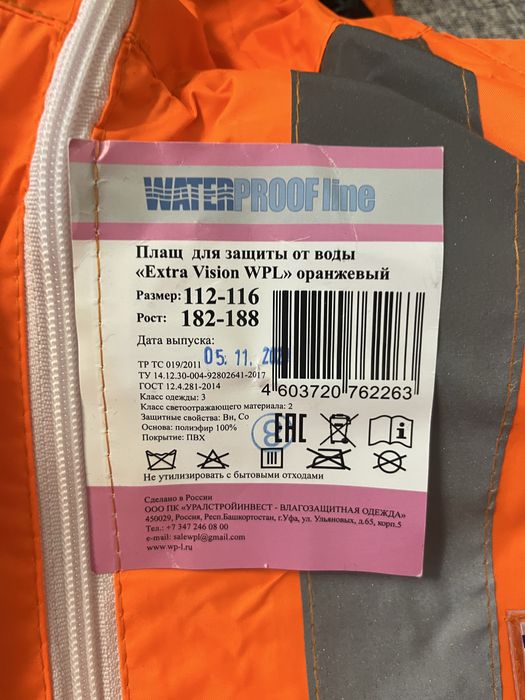 WATERPROOFline
Плащ для защиты от воды
«Extra Vision WPL» оранжевый
Размер: 112-116
Рост: 182-188
Дата выпуска:
05. 11.
ТР ТС 019/2011
ТУ 14.12.30-004-92802641-2017
ГОСТ 12.4.281-2014
Класс одежды: 3
Класс светоотражающего материала: 2
Защитные свойства: Вн, Со
Основа: полиэфир 100%
Покрытие: ПВХ
4 603720 762263
8
EAC
Не утилизировать с бытовыми отходами
Сделано в России
ООО ПК «УРАЛСТРОЙИНВЕСТ - ВЛАГОЗАЩИТНАЯ ОДЕЖДА»
450029, Россия, Респ.Башкортостан, г.Уфа, ул. Ульяновых, д.65, корп.5
Тел.:+7 347 246 08 00
e-mail: salewpl@gmail.com
www.wp-l.ru